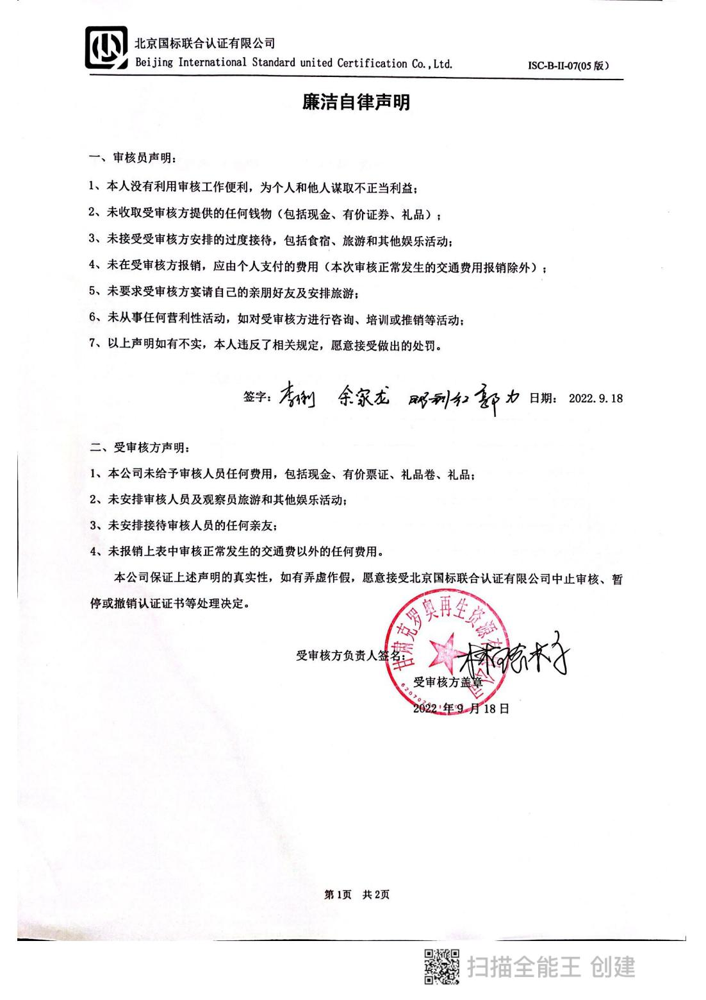 北京国标联合认证有限公司
Beijing International Standard united Certification Co.,Ltd.
ISC-B-II-07(05版)
廉洁自律声明
一、审核员声明:
1、本人没有利用审核工作便利，为个人和他人谋取不正当利益;
2、未收取受审核方提供的任何钱物（包括现金、有价证券、礼品）;
3、未接受受审核方安排的过度接待，包括食宿、旅游和其他娱乐活动;
4、未在受审核方报销，应由个人支付的费用（本次审核正常发生的交通费用报销除外）;
5、未要求受审核方宴请自己的亲朋好友及安排旅游;
6、未从事任何营利性活动，如对受审核方进行咨询、培训或推销等活动;
7、以上声明如有不实，本人违反了相关规定，愿意接受做出的处罚。
签字: 李俐 余家龙 郭力 日期: 2022.9.18
二、受审核方声明:
1、本公司未给予审核人员任何费用，包括现金、有价票证、礼品卷、礼品;
2、未安排审核人员及观察员旅游和其他娱乐活动;
3、未安排接待审核人员的任何亲友;
4、未报销上表中审核正常发生的交通费以外的任何费用。
本公司保证上述声明的真实性，如有弄虚作假，愿意接受北京国标联合认证有限公司中止审核、暂
停或撤销认证证书等处理决定。
甘肃克罗奥再生资源有限公司
受审核方负责人签名:
受审核方盖章
2022 年 9 月 18 日
第1页 共2页
扫描全能王 创建